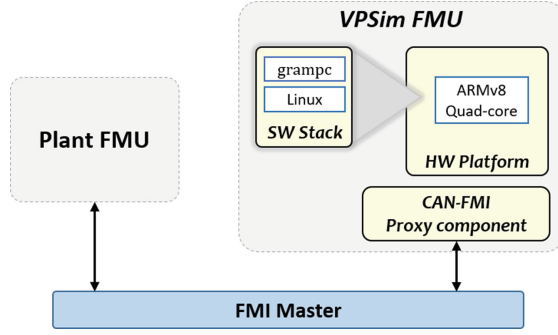 VPSim FMU
grampc
Linux
SW Stack
ARMv8
Quad-core
HW Platform
Plant FMU
CAN-FMI
Proxy component
FMI Master